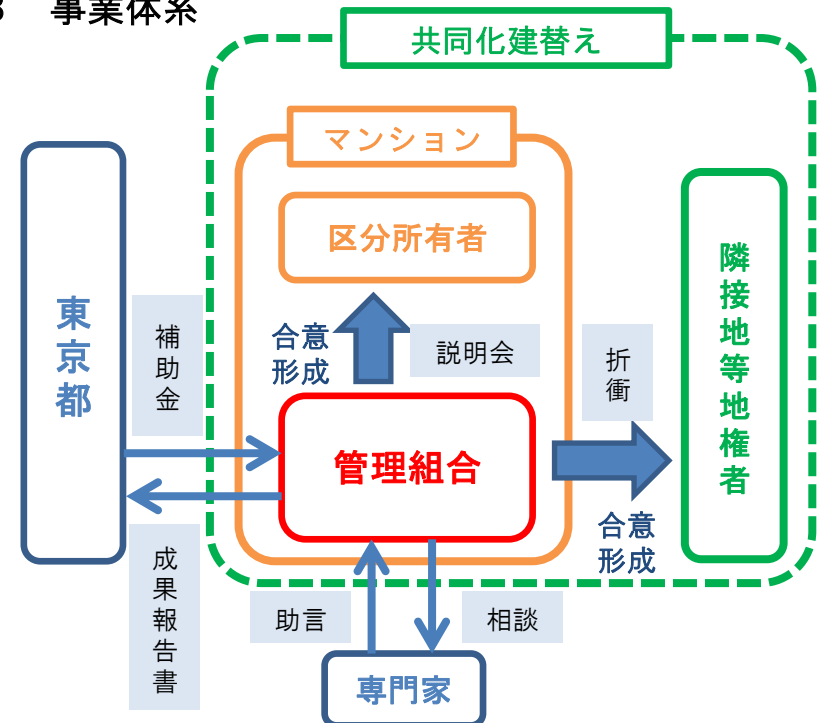 3　事業体系
共同化建替え
マンション
区分所有者
東京都
補助金
合意
形成
説明会
折衝
隣接地等地権者
管理組合
合意
形成
成果報告書
助言
相談
専門家